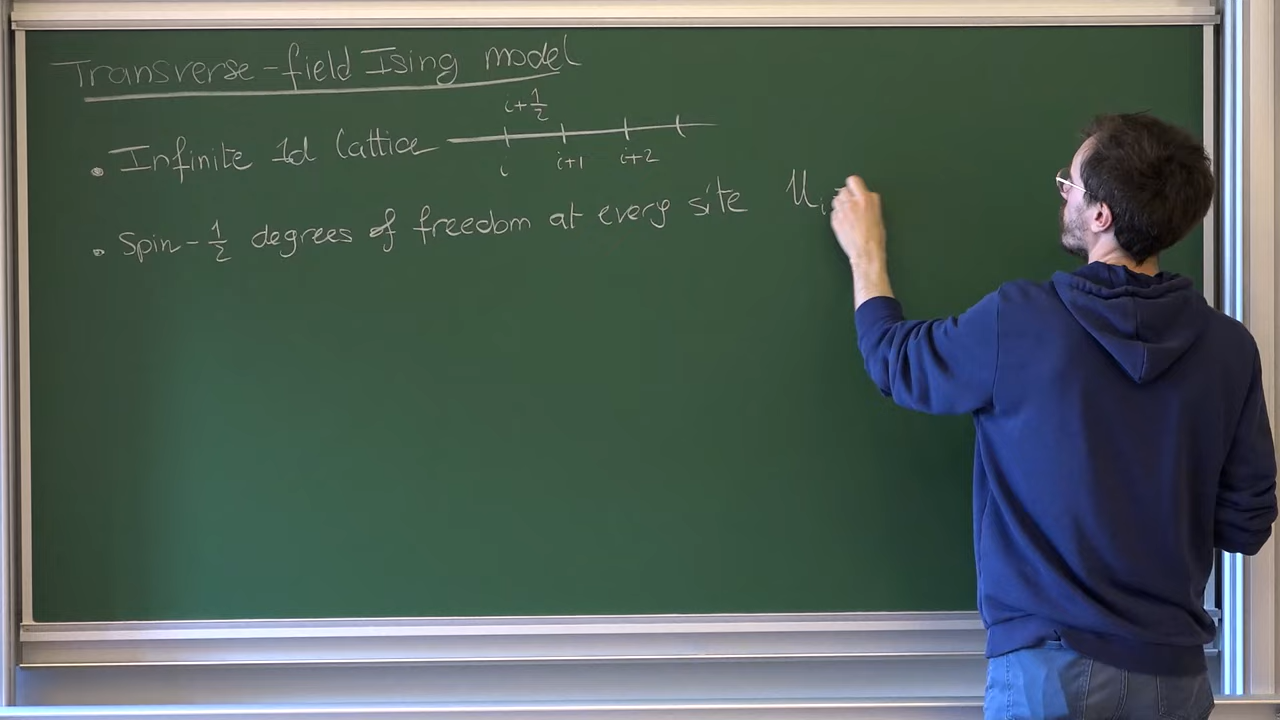 Transverse-field Ising model
i+1/2
• Infinite 1d lattice
i i+1 i+2
• Spin-1/2 degrees of freedom at every site ℋ_i